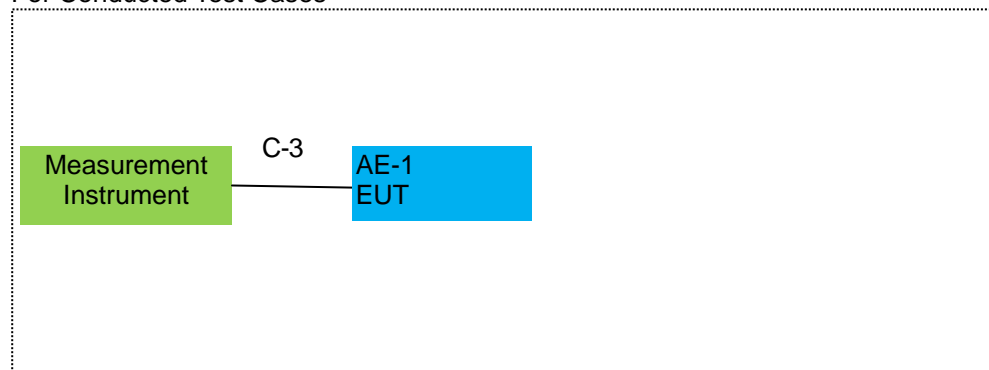 For Conducted Test Cases
C-3
Measurement
Instrument
AE-1
EUT